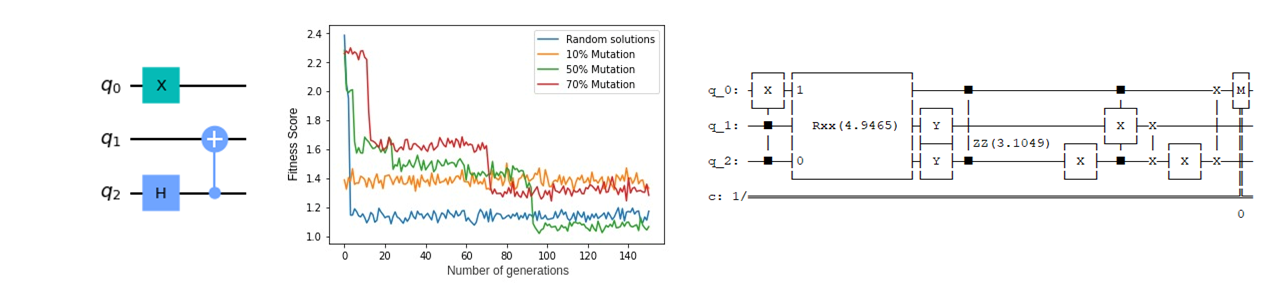 q0 X
q1 +
q2 H
Fitness Score
2.4
2.2
2.0
1.8
1.6
1.4
1.2
1.0
0 20 40 60 80 100 120 140
Number of generations
Random solutions
10% Mutation
50% Mutation
70% Mutation
q_0: X 1 X M
q_1: Rxx(4.9465) Y X X
ZZ(3.1049)
q_2: 0 Y X X X X
c: 1/
0